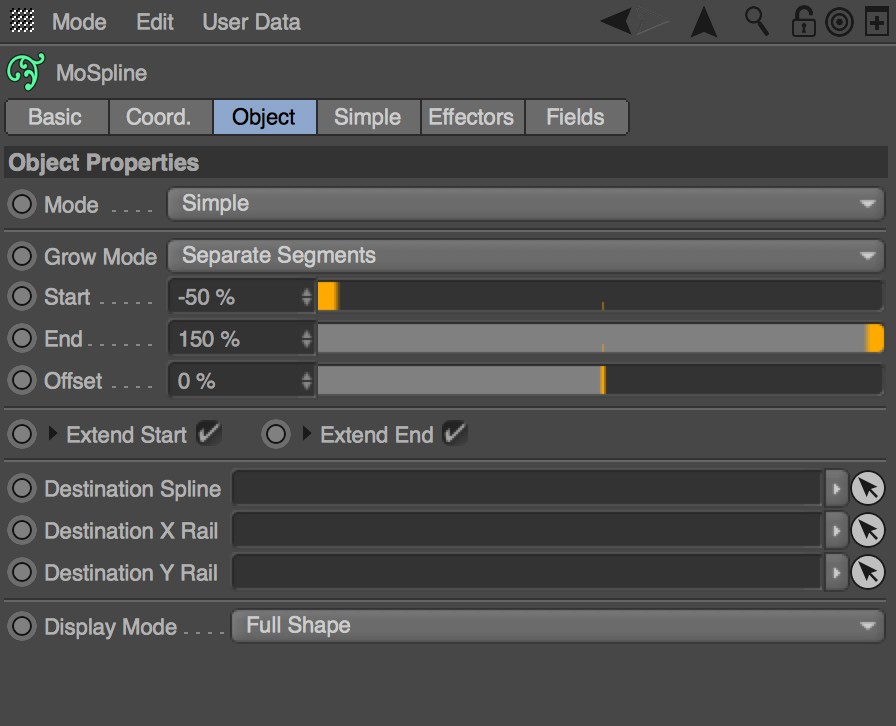 Mode Edit User Data
MoSpline
Basic Coord. Object Simple Effectors Fields
Object Properties
Mode . . . . Simple
Grow Mode Separate Segments
Start . . . . . -50 %
End . . . . . . 150 %
Offset . . . . 0 %
Extend Start Extend End
Destination Spline
Destination X Rail
Destination Y Rail
Display Mode . . . . Full Shape